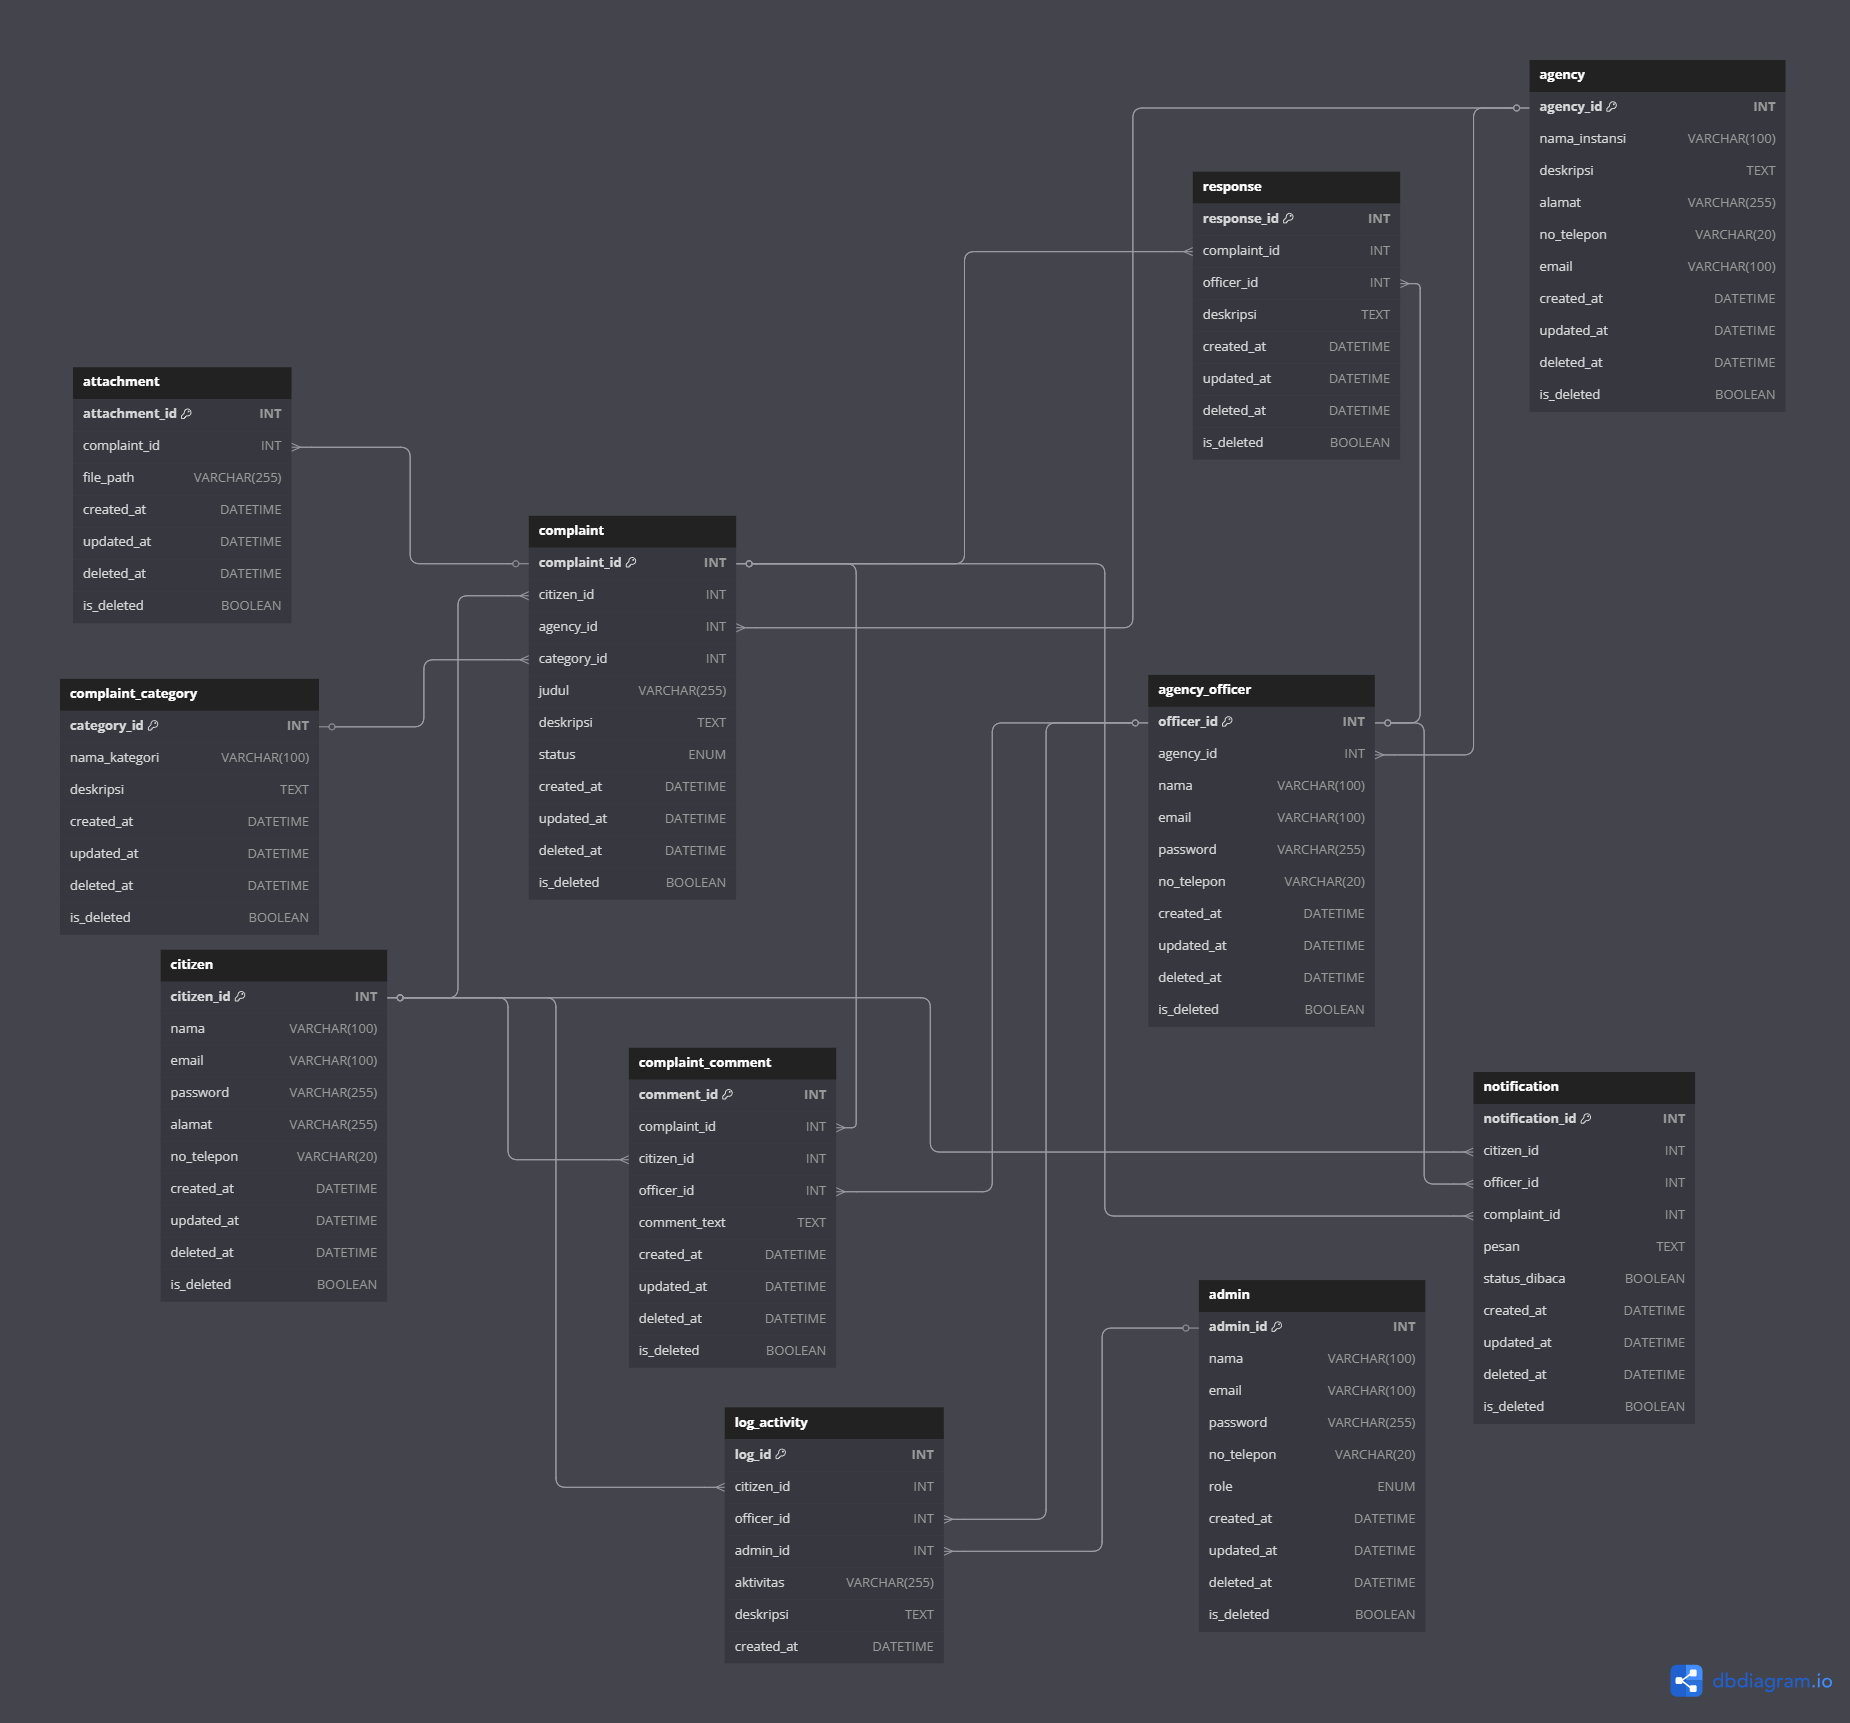 agency
agency_id INT
nama_instansi VARCHAR(100)
deskripsi TEXT
alamat VARCHAR(255)
no_telepon VARCHAR(20)
email VARCHAR(100)
created_at DATETIME
updated_at DATETIME
deleted_at DATETIME
is_deleted BOOLEAN
response
response_id INT
complaint_id INT
officer_id INT
deskripsi TEXT
created_at DATETIME
updated_at DATETIME
deleted_at DATETIME
is_deleted BOOLEAN
attachment
attachment_id INT
complaint_id INT
file_path VARCHAR(255)
created_at DATETIME
updated_at DATETIME
deleted_at DATETIME
is_deleted BOOLEAN
complaint
complaint_id INT
citizen_id INT
agency_id INT
category_id INT
judul VARCHAR(255)
deskripsi TEXT
status ENUM
created_at DATETIME
updated_at DATETIME
deleted_at DATETIME
is_deleted BOOLEAN
complaint_category
category_id INT
nama_kategori VARCHAR(100)
deskripsi TEXT
created_at DATETIME
updated_at DATETIME
deleted_at DATETIME
is_deleted BOOLEAN
agency_officer
officer_id INT
agency_id INT
nama VARCHAR(100)
email VARCHAR(100)
password VARCHAR(255)
no_telepon VARCHAR(20)
created_at DATETIME
updated_at DATETIME
deleted_at DATETIME
is_deleted BOOLEAN
citizen
citizen_id INT
nama VARCHAR(100)
email VARCHAR(100)
password VARCHAR(255)
alamat VARCHAR(255)
no_telepon VARCHAR(20)
created_at DATETIME
updated_at DATETIME
deleted_at DATETIME
is_deleted BOOLEAN
complaint_comment
comment_id INT
complaint_id INT
citizen_id INT
officer_id INT
comment_text TEXT
created_at DATETIME
updated_at DATETIME
deleted_at DATETIME
is_deleted BOOLEAN
notification
notification_id INT
citizen_id INT
officer_id INT
complaint_id INT
pesan TEXT
status_dibaca BOOLEAN
created_at DATETIME
updated_at DATETIME
deleted_at DATETIME
is_deleted BOOLEAN
admin
admin_id INT
nama VARCHAR(100)
email VARCHAR(100)
password VARCHAR(255)
no_telepon VARCHAR(20)
role ENUM
created_at DATETIME
updated_at DATETIME
deleted_at DATETIME
is_deleted BOOLEAN
log_activity
log_id INT
citizen_id INT
officer_id INT
admin_id INT
aktivitas VARCHAR(255)
deskripsi TEXT
created_at DATETIME
dbdiagram.io